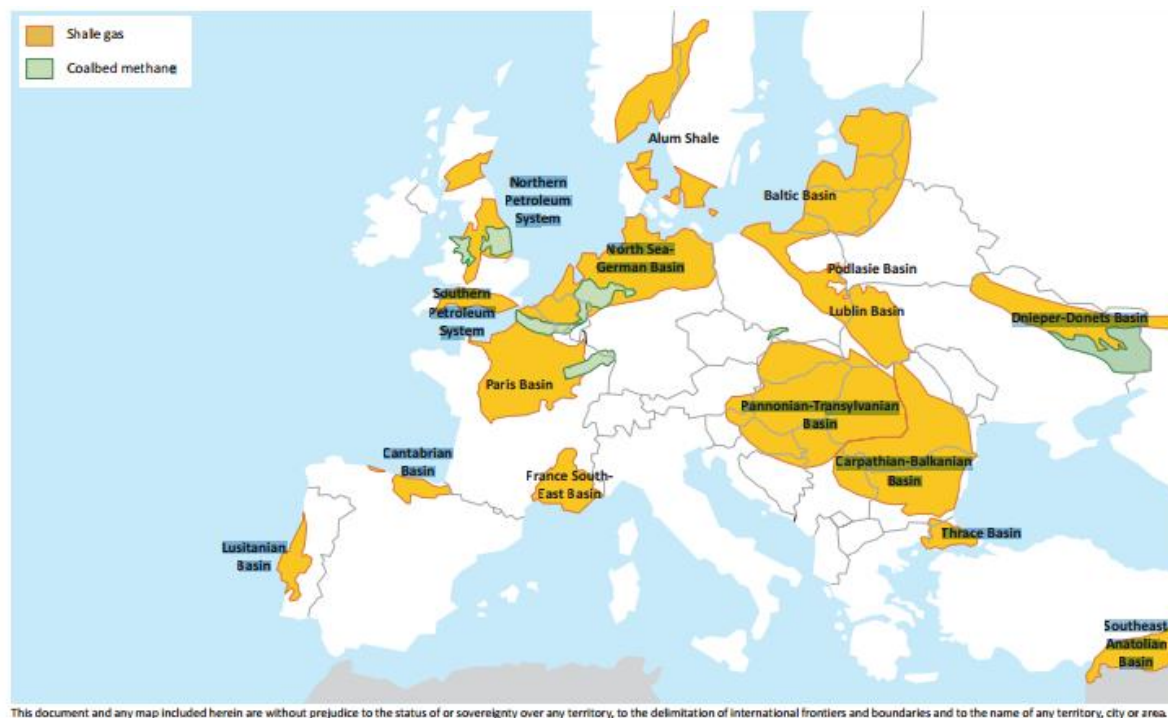 Shale gas
Coalbed methane
Alum Shale
Northern
Petroleum
System
Baltic Basin
North Sea-
German Basin
Podlasie Basin
Southern
Petroleum
System
Lublin Basin
Dnieper-Donets Basin
Paris Basin
Pannonian-Transylvanian
Basin
Cantabrian
Basin
Carpathian-Balkanian
Basin
France South-
East Basin
Thrace Basin
Lusitanian
Basin
Southeast
Anatolian
Basin
This document and any map included herein are without prejudice to the status of or sovereignty over any territory, to the delimitation of international frontiers and boundaries and to the name of any territory, city or area.